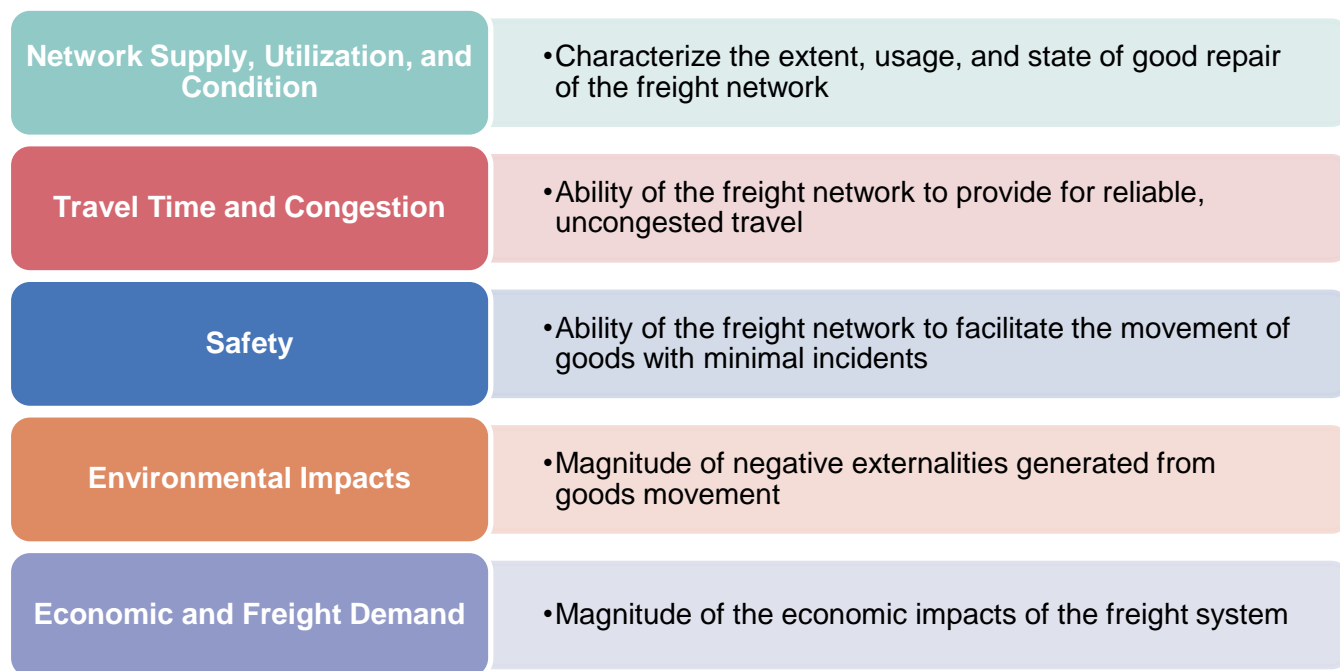 Network Supply, Utilization, and
Condition
•Characterize the extent, usage, and state of good repair
of the freight network
Travel Time and Congestion
•Ability of the freight network to provide for reliable,
uncongested travel
Safety
•Ability of the freight network to facilitate the movement of
goods with minimal incidents
Environmental Impacts
•Magnitude of negative externalities generated from
goods movement
Economic and Freight Demand
•Magnitude of the economic impacts of the freight system